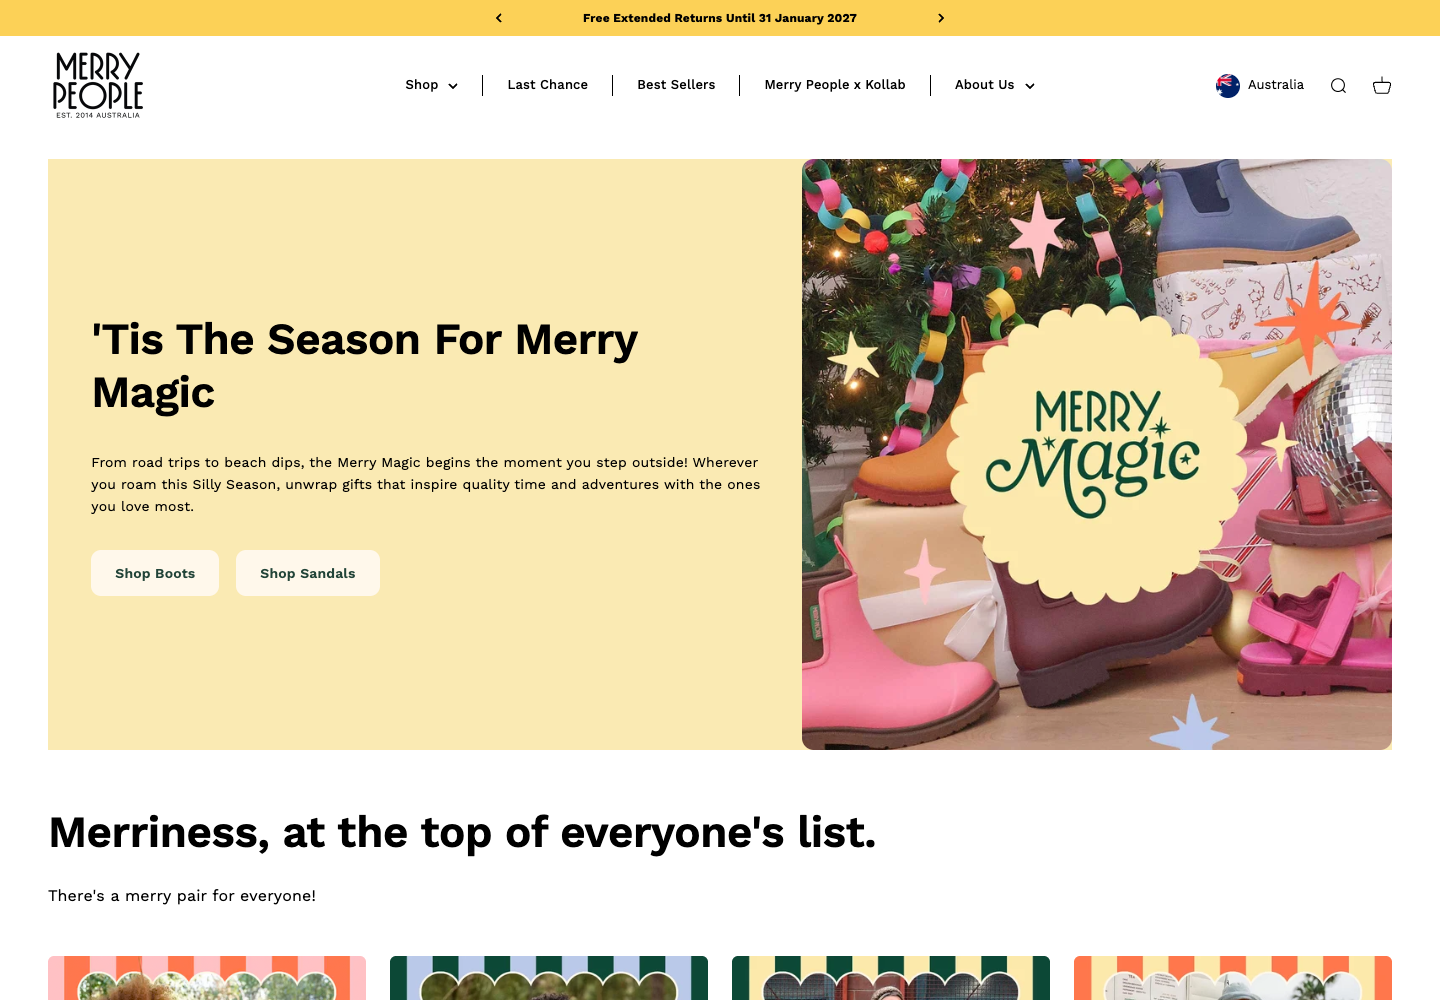 Free Extended Returns Until 31 January 2027
MERRY
PEOPLE
EST. 2014 AUSTRALIA
Shop
Last Chance
Best Sellers
Merry People x Kollab
About Us
Australia
'Tis The Season For Merry
Magic
From road trips to beach dips, the Merry Magic begins the moment you step outside! Wherever
you roam this Silly Season, unwrap gifts that inspire quality time and adventures with the ones
you love most.
Shop Boots
Shop Sandals
MERRY
Magic
Merriness, at the top of everyone's list.
There's a merry pair for everyone!